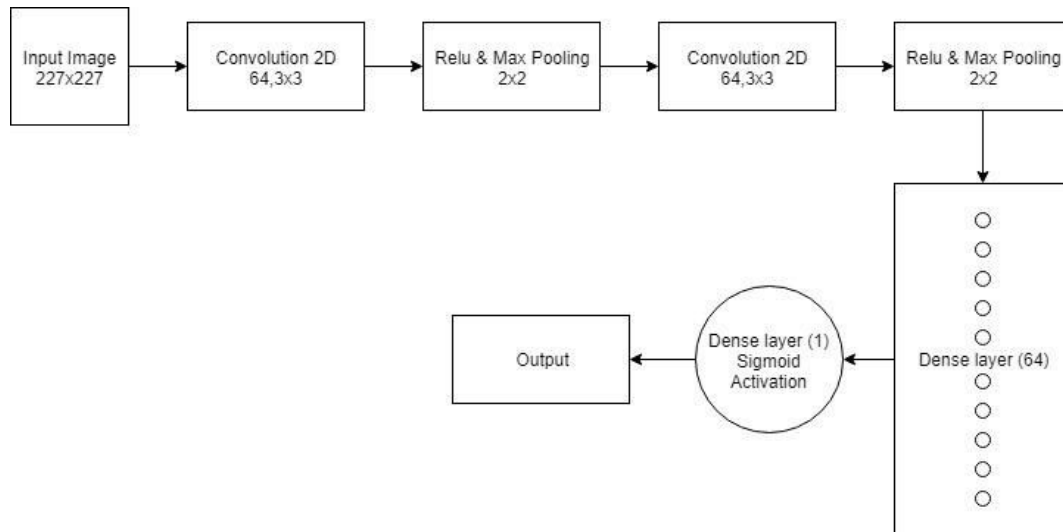 Input Image
227x227
Convolution 2D
64,3x3
Relu & Max Pooling
2x2
Convolution 2D
64,3x3
Relu & Max Pooling
2x2
Dense layer (64)
Dense layer (1)
Sigmoid
Activation
Output